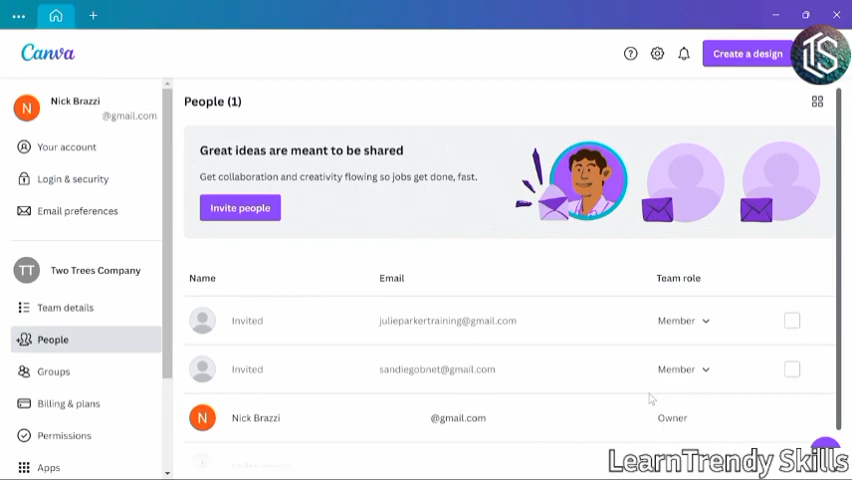 Canva
Create a design
TS
N
Nick Brazzi
@gmail.com
Your account
Login & security
Email preferences
TT
Two Trees Company
Team details
People
Groups
Billing & plans
Permissions
Apps
People (1)
Great ideas are meant to be shared
Get collaboration and creativity flowing so jobs get done, fast.
Invite people
Name Email Team role
Invited julieparkertraining@gmail.com Member
Invited sandiegobnet@gmail.com Member
N Nick Brazzi @gmail.com Owner
Invite people
LearnTrendy Skills